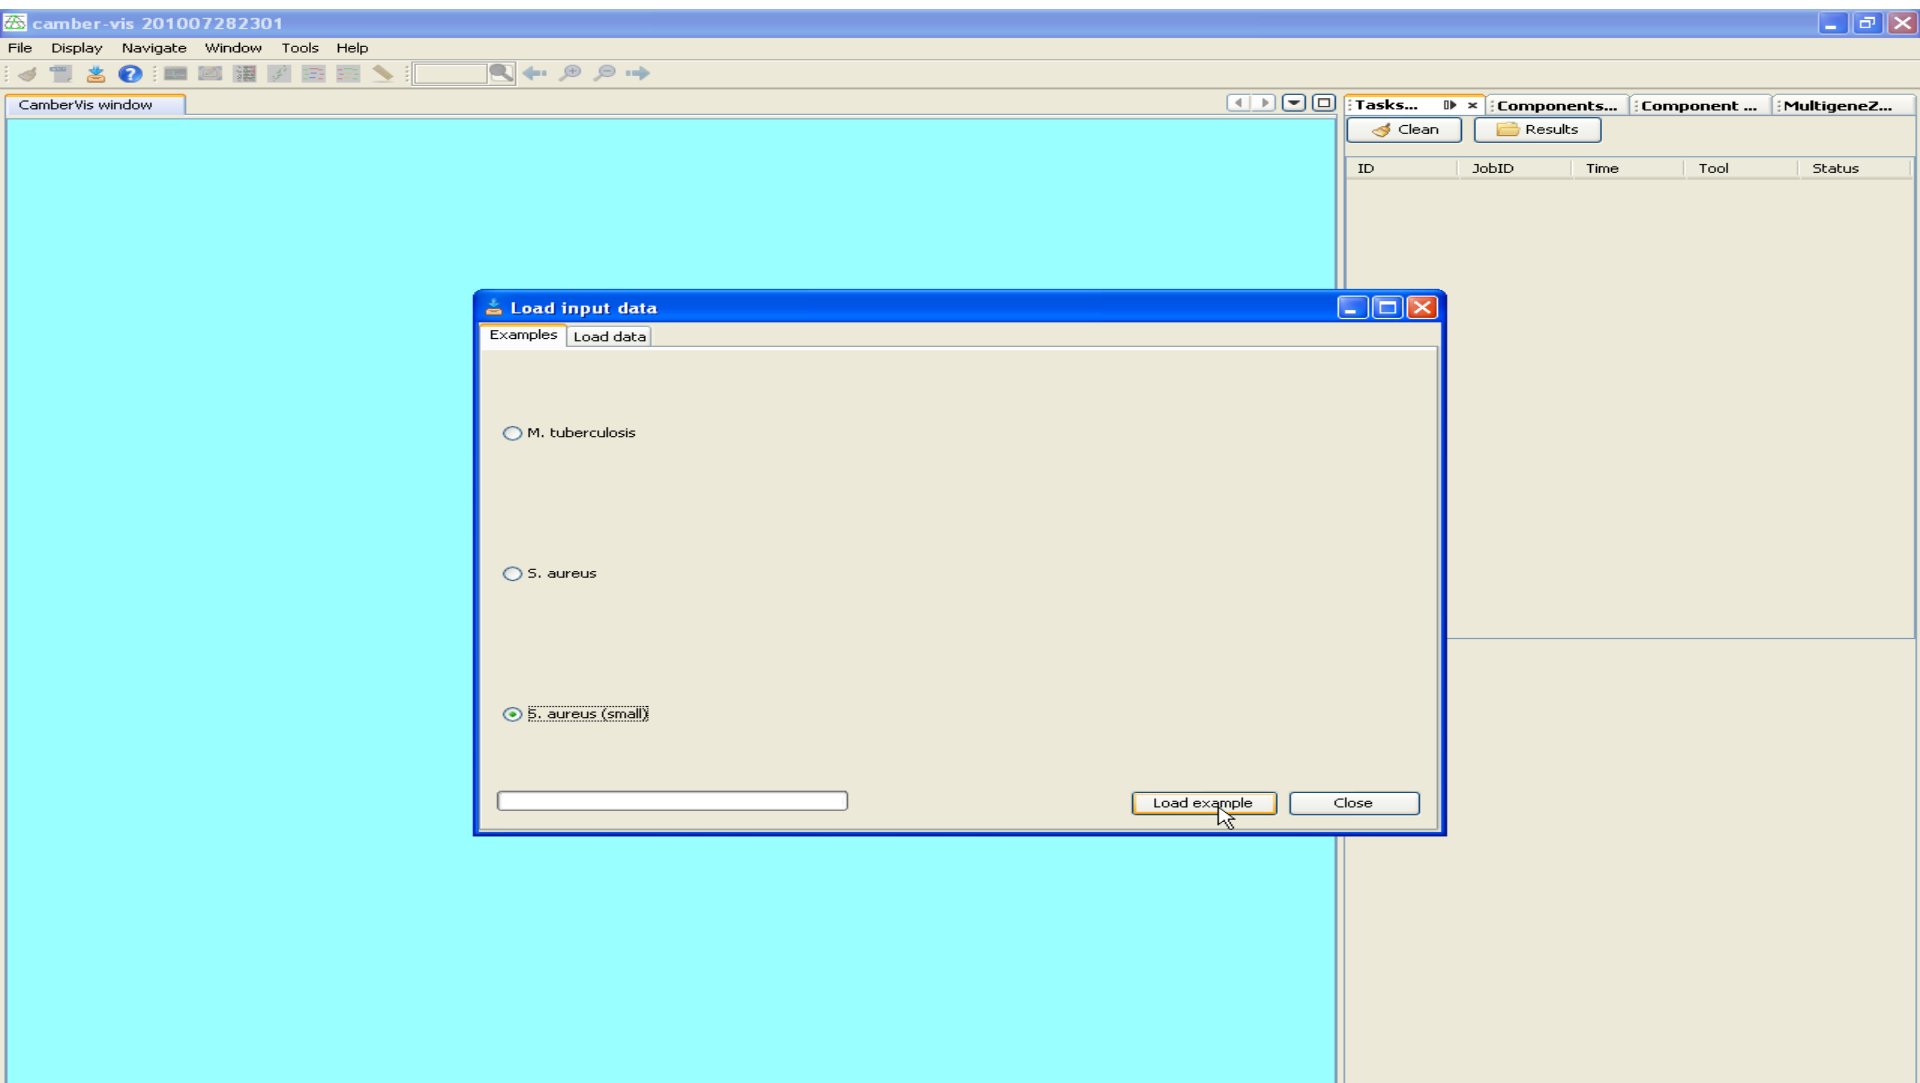 camber-vis 201007282301
File Display Navigate Window Tools Help
CamberVis window
Tasks... Components... Component ... MultigeneZ...
Clean Results
ID JobID Time Tool Status
Load input data
Examples Load data
M. tuberculosis
S. aureus
S. aureus (small)
Load example Close